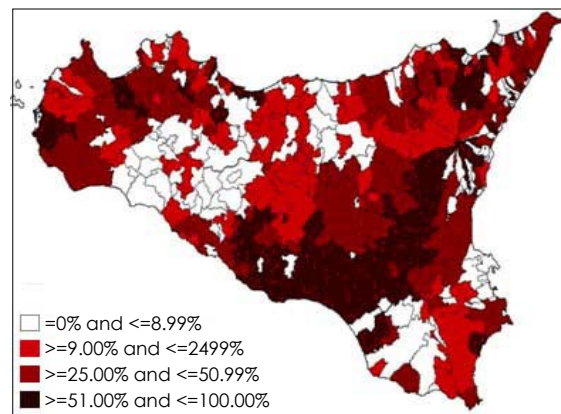 =0% and <=8.99%
>=9.00% and <=2499%
>=25.00% and <=50.99%
>=51.00% and <=100.00%